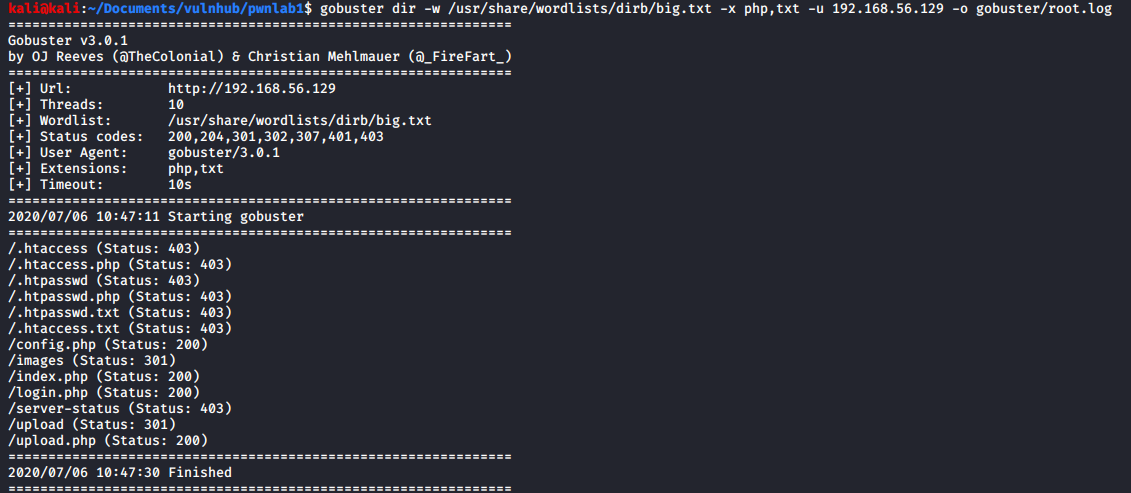 kali@kali:~/Documents/vulnhub/pwnlab1$ gobuster dir -w /usr/share/wordlists/dirb/big.txt -x php,txt -u 192.168.56.129 -o gobuster/root.log
===============================================================
Gobuster v3.0.1
by OJ Reeves (@TheColonial) & Christian Mehlmauer (@_FireFart_)
===============================================================
[+] Url:            http://192.168.56.129
[+] Threads:        10
[+] Wordlist:       /usr/share/wordlists/dirb/big.txt
[+] Status codes:   200,204,301,302,307,401,403
[+] User Agent:     gobuster/3.0.1
[+] Extensions:     php,txt
[+] Timeout:        10s
===============================================================
2020/07/06 10:47:11 Starting gobuster
===============================================================
/.htaccess (Status: 403)
/.htaccess.php (Status: 403)
/.htpasswd (Status: 403)
/.htpasswd.php (Status: 403)
/.htpasswd.txt (Status: 403)
/.htaccess.txt (Status: 403)
/config.php (Status: 200)
/images (Status: 301)
/index.php (Status: 200)
/login.php (Status: 200)
/server-status (Status: 403)
/upload (Status: 301)
/upload.php (Status: 200)
===============================================================
2020/07/06 10:47:30 Finished
===============================================================